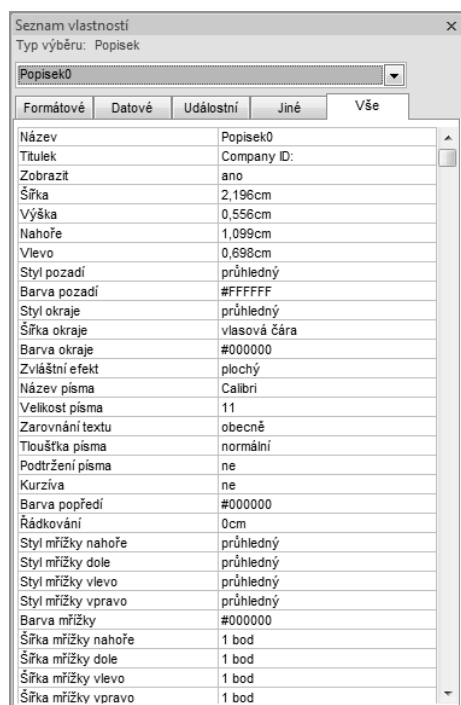 Seznam vlastností
Typ výběru: Popisek
Popisek0
Formátové Datové Událostní Jiné Vše
Název Popisek0
Titulek Company ID:
Zobrazit ano
Šířka 2,196cm
Výška 0,556cm
Nahoře 1,099cm
Vlevo 0,698cm
Styl pozadí průhledný
Barva pozadí #FFFFFF
Styl okraje průhledný
Šířka okraje vlasová čára
Barva okraje #000000
Zvláštní efekt plochý
Název písma Calibri
Velikost písma 11
Zarovnání textu obecně
Tloušťka písma normální
Podtržení písma ne
Kurzíva ne
Barva popředí #000000
Řádkování 0cm
Styl mřížky nahoře průhledný
Styl mřížky dole průhledný
Styl mřížky vlevo průhledný
Styl mřížky vpravo průhledný
Barva mřížky #000000
Šířka mřížky nahoře 1 bod
Šířka mřížky dole 1 bod
Šířka mřížky vlevo 1 bod
Šířka mřížky vpravo 1 bod